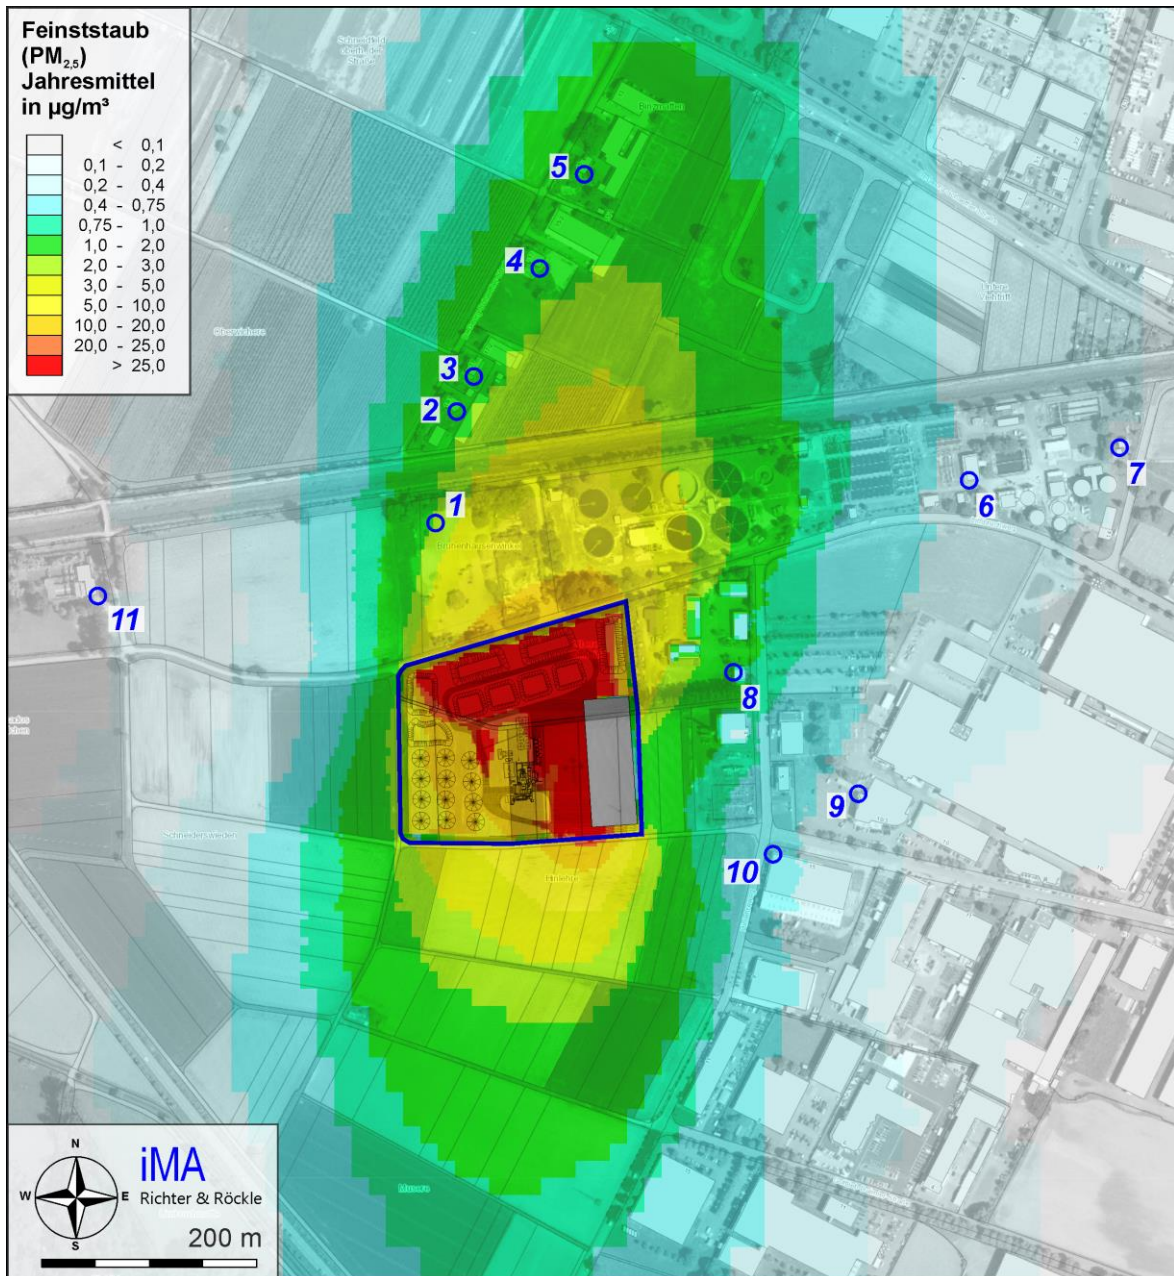 Feinststaub
(PM2,5)
Jahresmittel
in µg/m³
< 0,1
0,1 - 0,2
0,2 - 0,4
0,4 - 0,75
0,75 - 1,0
1,0 - 2,0
2,0 - 3,0
3,0 - 5,0
5,0 - 10,0
10,0 - 20,0
20,0 - 25,0
> 25,0
5
4
3
2
1
6
7
11
8
9
10
Oberwichere
Schneiderswieden
Musere
N
W E
S
iMA
Richter & Röckle
200 m